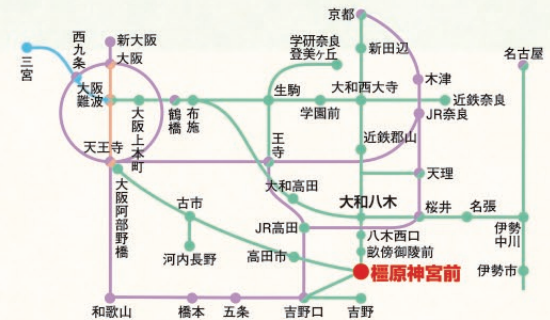 京都
新大阪
西九条
学研奈良
登美ヶ丘
新田辺
名古屋
三宮
大阪
木津
大阪
難波
生駒
大和西大寺
近鉄奈良
大阪上本町
鶴橋
布施
学園前
JR奈良
天王寺
王寺
近鉄郡山
天理
大阪阿部野橋
古市
大和高田
大和八木
桜井
名張
JR高田
八木西口
伊勢
中川
河内長野
高田市
畝傍御陵前
橿原神宮前
伊勢市
和歌山
橋本
五条
吉野口
吉野